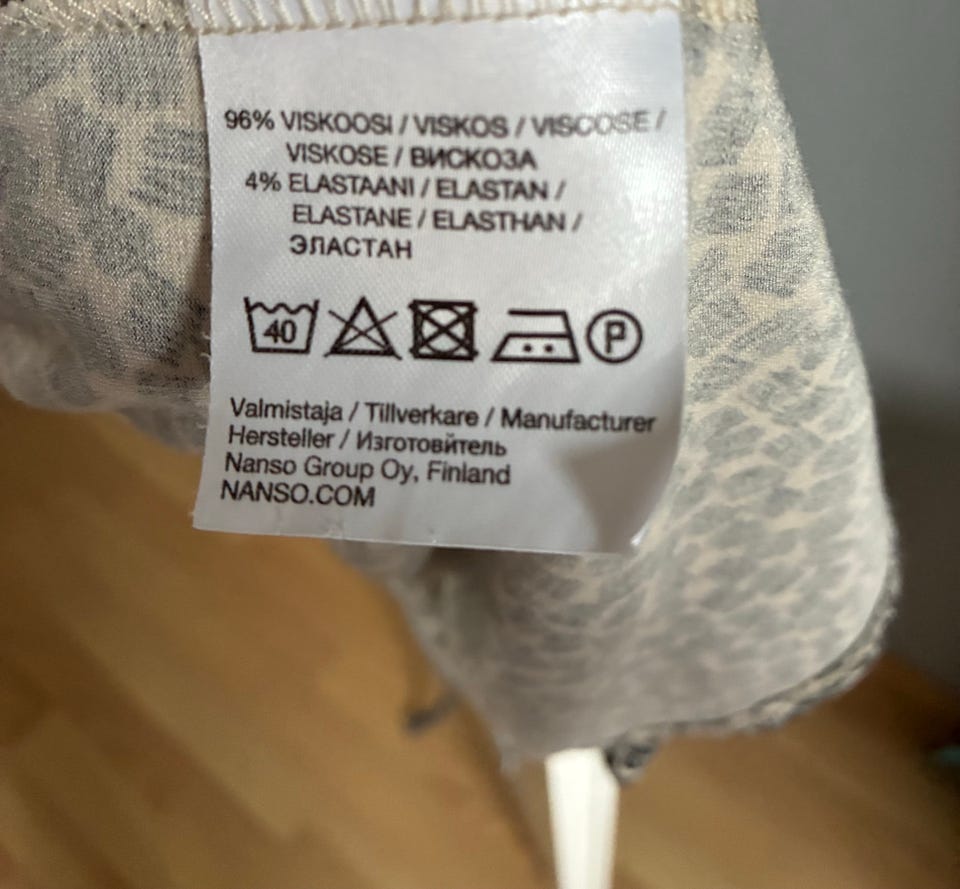 96% VISKOOSI / VISKOS / VISCOSE /
VISKOSE / ВИСКОЗА
4% ELASTAANI / ELASTAN /
ELASTANE / ELASTHAN /
ЭЛАСТАН
40 P
Valmistaja / Tillverkare / Manufacturer
Hersteller / Изготовйтель
Nanso Group Oy, Finland
NANSO.COM